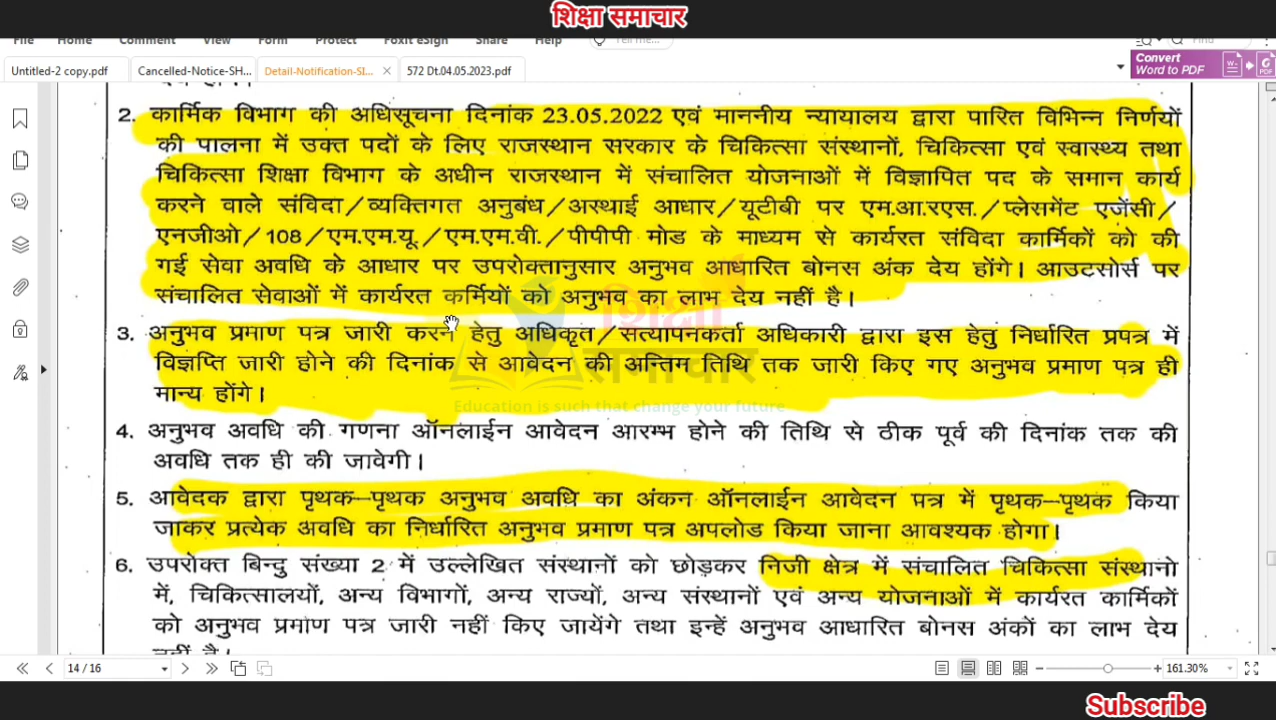 शिक्षा समाचार
File Home Comment View Form Protect Foxit eSign Share Help Tell me... Find
Untitled-2 copy.pdf Cancelled-Notice-SH... Detail-Notification-SI... 572 Dt.04.05.2023.pdf
Convert
Word to PDF
2. कार्मिक विभाग की अधिसूचना दिनांक 23.05.2022 एवं माननीय न्यायालय द्वारा पारित विभिन्न निर्णयों
की पालना में उक्त पदों के लिए राजस्थान सरकार के चिकित्सा संस्थानों, चिकित्सा एवं स्वास्थ्य तथा
चिकित्सा शिक्षा विभाग के अधीन राजस्थान में संचालित योजनाओं में विज्ञापित पद के समान कार्य
करने वाले संविदा/व्यक्तिगत अनुबंध/अस्थाई आधार/यूटीबी पर एम.आ.रएस./प्लेसमेंट एजेंसी/
एनजीओ/108/एम.एम.यू./एम.एम.वी./पीपीपी मोड के माध्यम से कार्यरत संविदा कार्मिकों को की
गई सेवा अवधि के आधार पर उपरोक्तानुसार अनुभव आधारित बोनस अंक देय होंगे। आउटसोर्स पर
संचालित सेवाओं में कार्यरत कर्मियों को अनुभव का लाभ देय नहीं है।
3. अनुभव प्रमाण पत्र जारी करने हेतु अधिकृत/सत्यापनकर्ता अधिकारी द्वारा इस हेतु निर्धारित प्रपत्र में
विज्ञप्ति जारी होने की दिनांक से आवेदन की अन्तिम तिथि तक जारी किए गए अनुभव प्रमाण पत्र ही
मान्य होंगे।
शिक्षा
समाचार
Education is such that change your future
4. अनुभव अवधि की गणना ऑनलाईन आवेदन आरम्भ होने की तिथि से ठीक पूर्व की दिनांक तक की
अवधि तक ही की जावेगी।
5. आवेदक द्वारा पृथक–पृथक अनुभव अवधि का अंकन ऑनलाईन आवेदन पत्र में पृथक–पृथक किया
जाकर प्रत्येक अवधि का निर्धारित अनुभव प्रमाण पत्र अपलोड किया जाना आवश्यक होगा।
6. उपरोक्त बिन्दु संख्या 2 में उल्लेखित संस्थानों को छोड़कर निजी क्षेत्र में संचालित चिकित्सा संस्थानो
में, चिकित्सालयों, अन्य विभागों, अन्य राज्यों, अन्य संस्थानों एवं अन्य योजनाओं में कार्यरत कार्मिकों
को अनुभव प्रमाण पत्र जारी नहीं किए जायेंगे तथा इन्हें अनुभव आधारित बोनस अंकों का लाभ देय
नहीं है।
14 / 16 161.30%
Subscribe